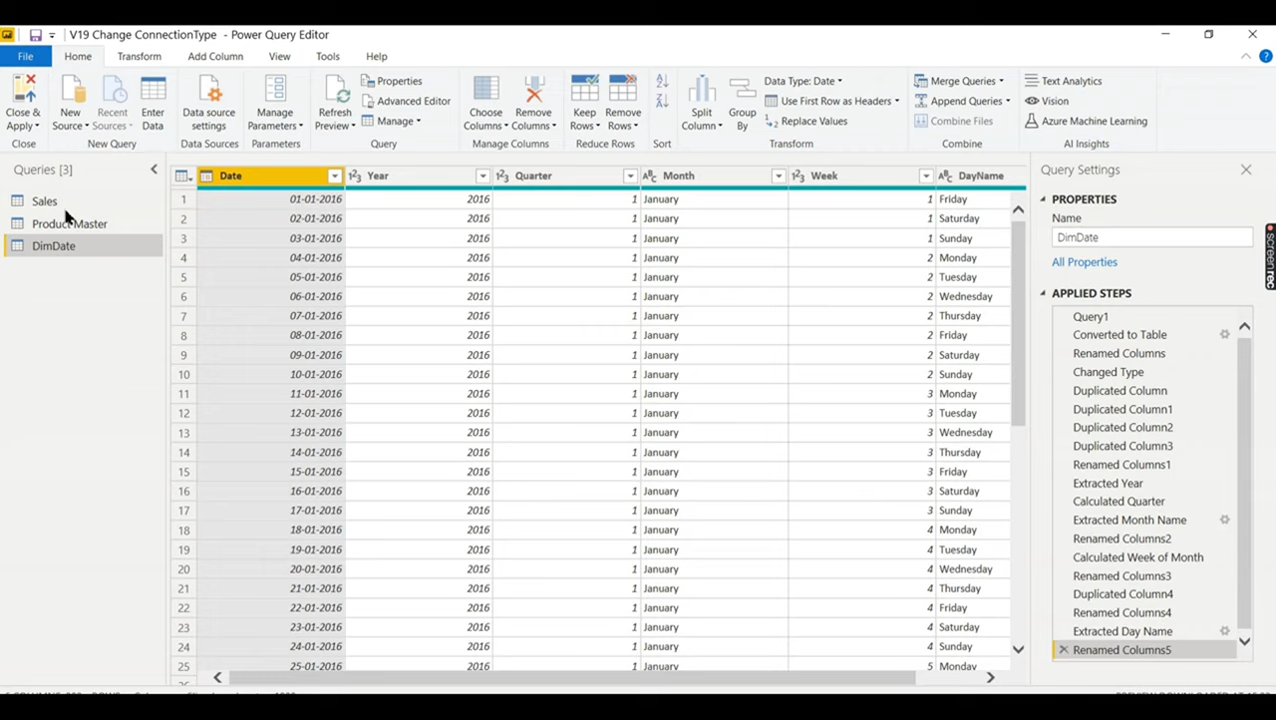 V19 Change ConnectionType - Power Query Editor
File Home Transform Add Column View Tools Help
Close & Apply
New Source
Recent Sources
Enter Data
Data source settings
Manage Parameters
Refresh Preview
Properties
Advanced Editor
Manage
Choose Columns
Remove Columns
Keep Rows
Remove Rows
Split Column
Group By
Data Type: Date
Use First Row as Headers
Replace Values
Merge Queries
Append Queries
Combine Files
Text Analytics
Vision
Azure Machine Learning
Close New Query Data Sources Parameters Query Manage Columns Reduce Rows Sort Transform Combine AI Insights
Queries [3]
Sales
Product Master
DimDate
Date 123 Year 123 Quarter ABC Month 123 Week ABC DayName
1 01-01-2016 2016 1 January 1 Friday
2 02-01-2016 2016 1 January 1 Saturday
3 03-01-2016 2016 1 January 1 Sunday
4 04-01-2016 2016 1 January 2 Monday
5 05-01-2016 2016 1 January 2 Tuesday
6 06-01-2016 2016 1 January 2 Wednesday
7 07-01-2016 2016 1 January 2 Thursday
8 08-01-2016 2016 1 January 2 Friday
9 09-01-2016 2016 1 January 2 Saturday
10 10-01-2016 2016 1 January 2 Sunday
11 11-01-2016 2016 1 January 3 Monday
12 12-01-2016 2016 1 January 3 Tuesday
13 13-01-2016 2016 1 January 3 Wednesday
14 14-01-2016 2016 1 January 3 Thursday
15 15-01-2016 2016 1 January 3 Friday
16 16-01-2016 2016 1 January 3 Saturday
17 17-01-2016 2016 1 January 3 Sunday
18 18-01-2016 2016 1 January 4 Monday
19 19-01-2016 2016 1 January 4 Tuesday
20 20-01-2016 2016 1 January 4 Wednesday
21 21-01-2016 2016 1 January 4 Thursday
22 22-01-2016 2016 1 January 4 Friday
23 23-01-2016 2016 1 January 4 Saturday
24 24-01-2016 2016 1 January 4 Sunday
25 25-01-2016 2016 1 January 5 Monday
Query Settings
PROPERTIES
Name
DimDate
All Properties
APPLIED STEPS
Query1
Converted to Table
Renamed Columns
Changed Type
Duplicated Column
Duplicated Column1
Duplicated Column2
Duplicated Column3
Renamed Columns1
Extracted Year
Calculated Quarter
Extracted Month Name
Renamed Columns2
Calculated Week of Month
Renamed Columns3
Duplicated Column4
Renamed Columns4
Extracted Day Name
Renamed Columns5
screenrec